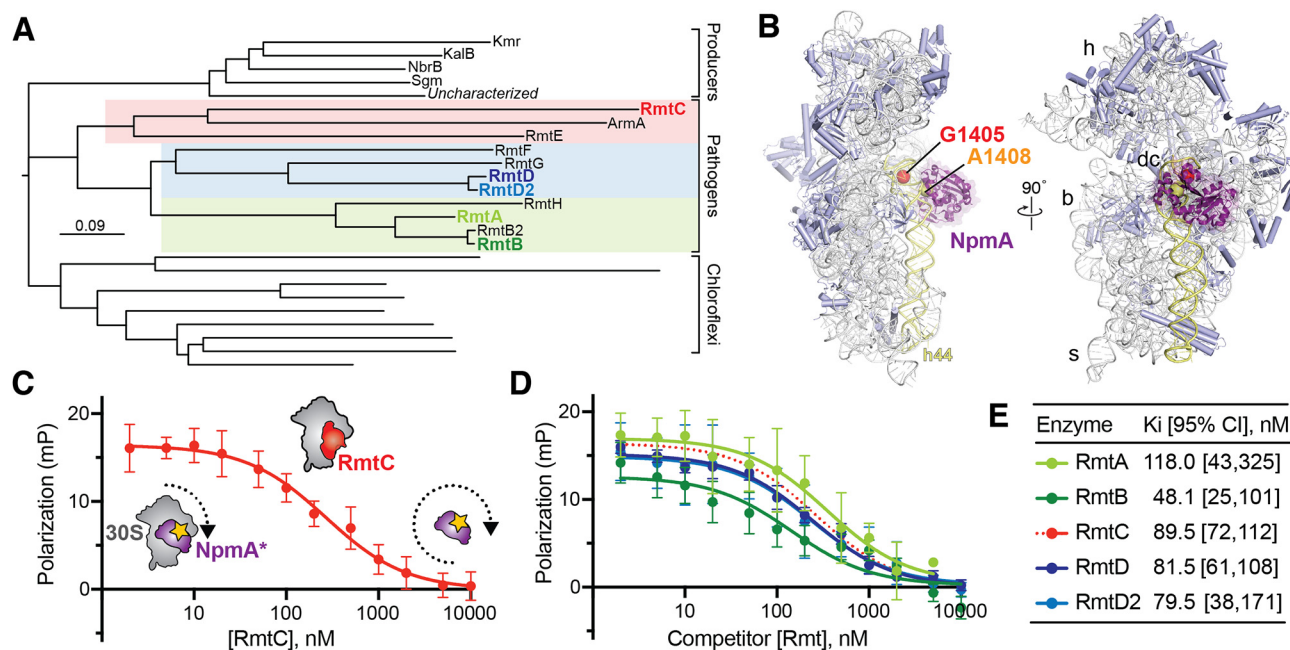 A
Kmr
KalB
NbrB
Sgm
Uncharacterized
Producers
RmtC
ArmA
RmtE
RmtF
RmtG
RmtD
RmtD2
RmtH
RmtA
RmtB2
RmtB
Pathogens
0.09
Chloroflexi
B
h
G1405
A1408
dc
b
90°
NpmA
h44
s
C
Polarization (mP)
20
10
0
RmtC
30S
NpmA*
10
100
1000
10000
[RmtC], nM
D
Polarization (mP)
20
10
0
10
100
1000
10000
Competitor [Rmt], nM
E
Enzyme Ki [95% CI], nM
RmtA 118.0 [43,325]
RmtB 48.1 [25,101]
RmtC 89.5 [72,112]
RmtD 81.5 [61,108]
RmtD2 79.5 [38,171]